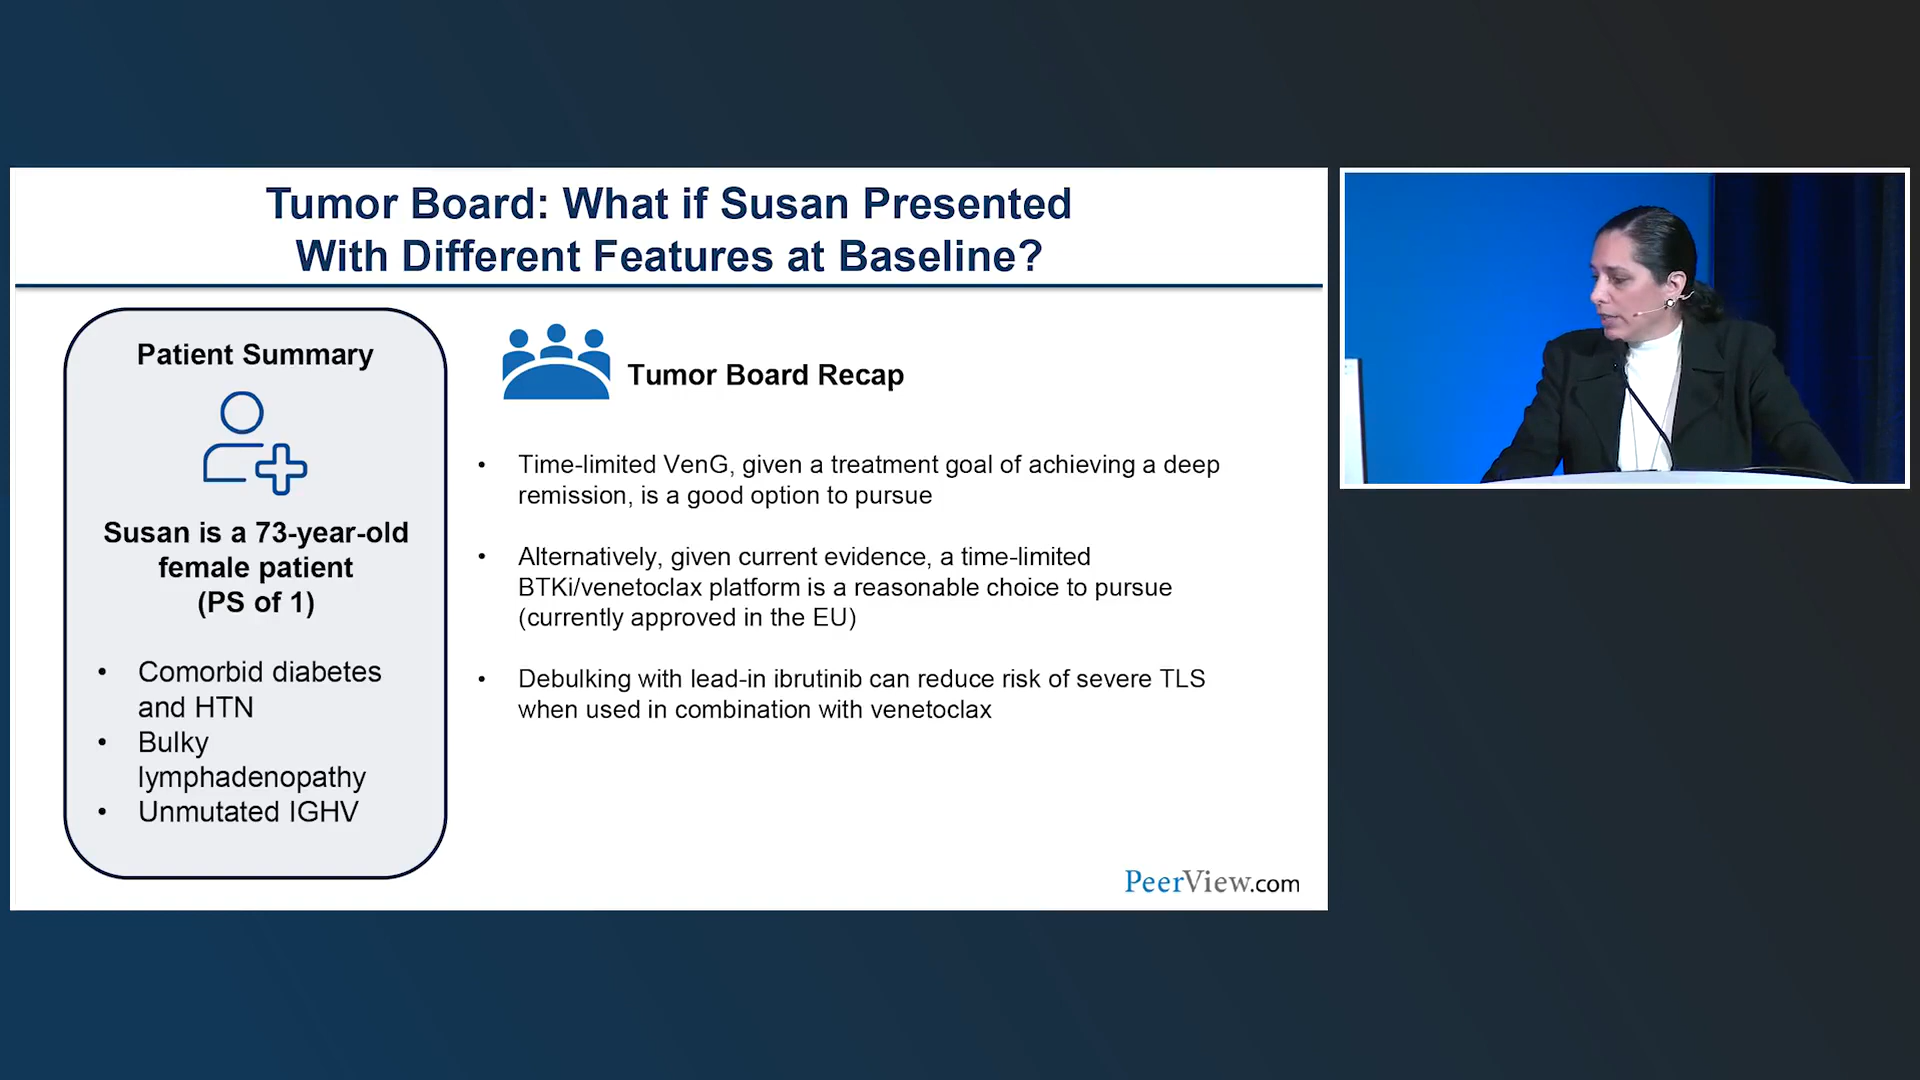 Tumor Board: What if Susan Presented
With Different Features at Baseline?
Patient Summary
Susan is a 73-year-old
female patient
(PS of 1)
• Comorbid diabetes
and HTN
• Bulky
lymphadenopathy
• Unmutated IGHV
Tumor Board Recap
• Time-limited VenG, given a treatment goal of achieving a deep
remission, is a good option to pursue
• Alternatively, given current evidence, a time-limited
BTKi/venetoclax platform is a reasonable choice to pursue
(currently approved in the EU)
• Debulking with lead-in ibrutinib can reduce risk of severe TLS
when used in combination with venetoclax
PeerView.com